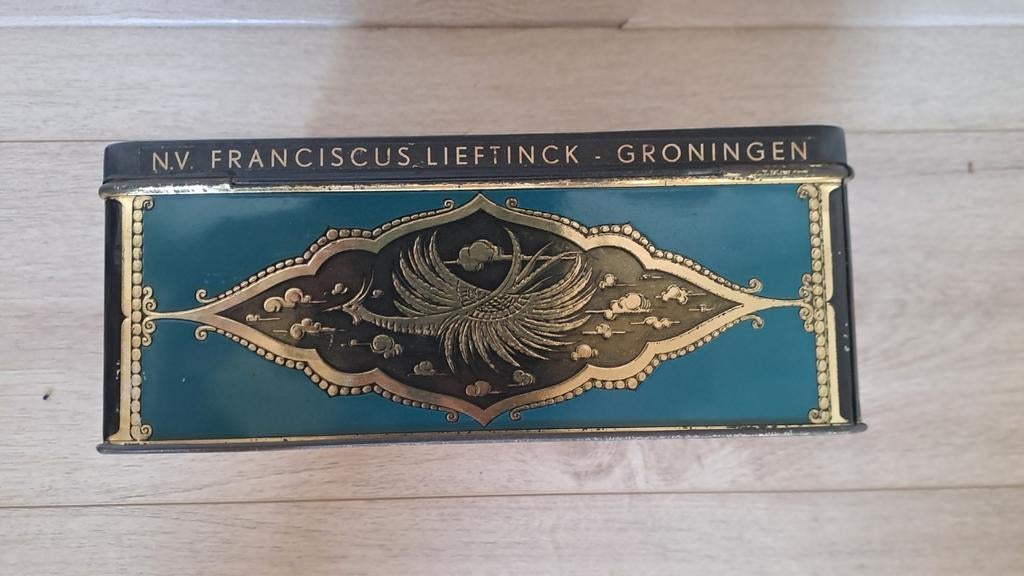 N.V. FRANCISCUS LIEFTINCK - GRONINGEN